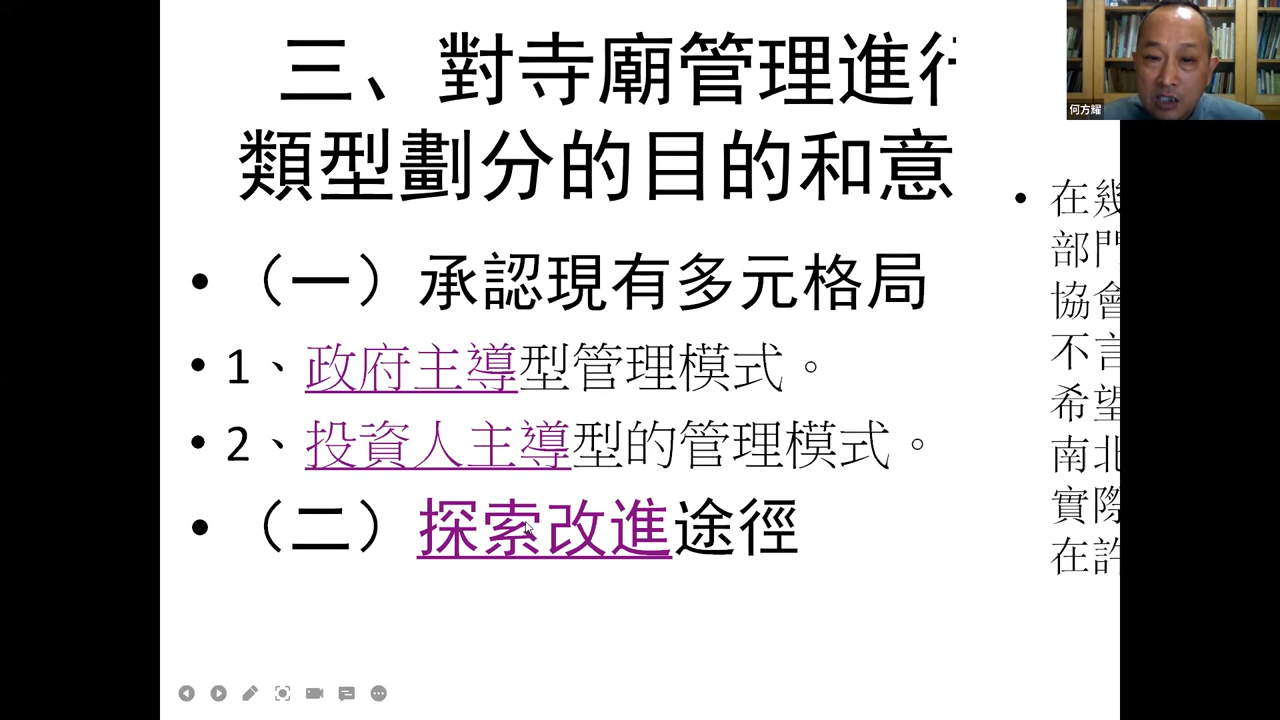 三、對寺廟管理進行
類型劃分的目的和意
• （一）承認現有多元格局
• 1、政府主導型管理模式。
• 2、投資人主導型的管理模式。
• （二）探索改進途徑
• 在幾
部門
協會
不言
希望
南北
實際
在許
何方耀